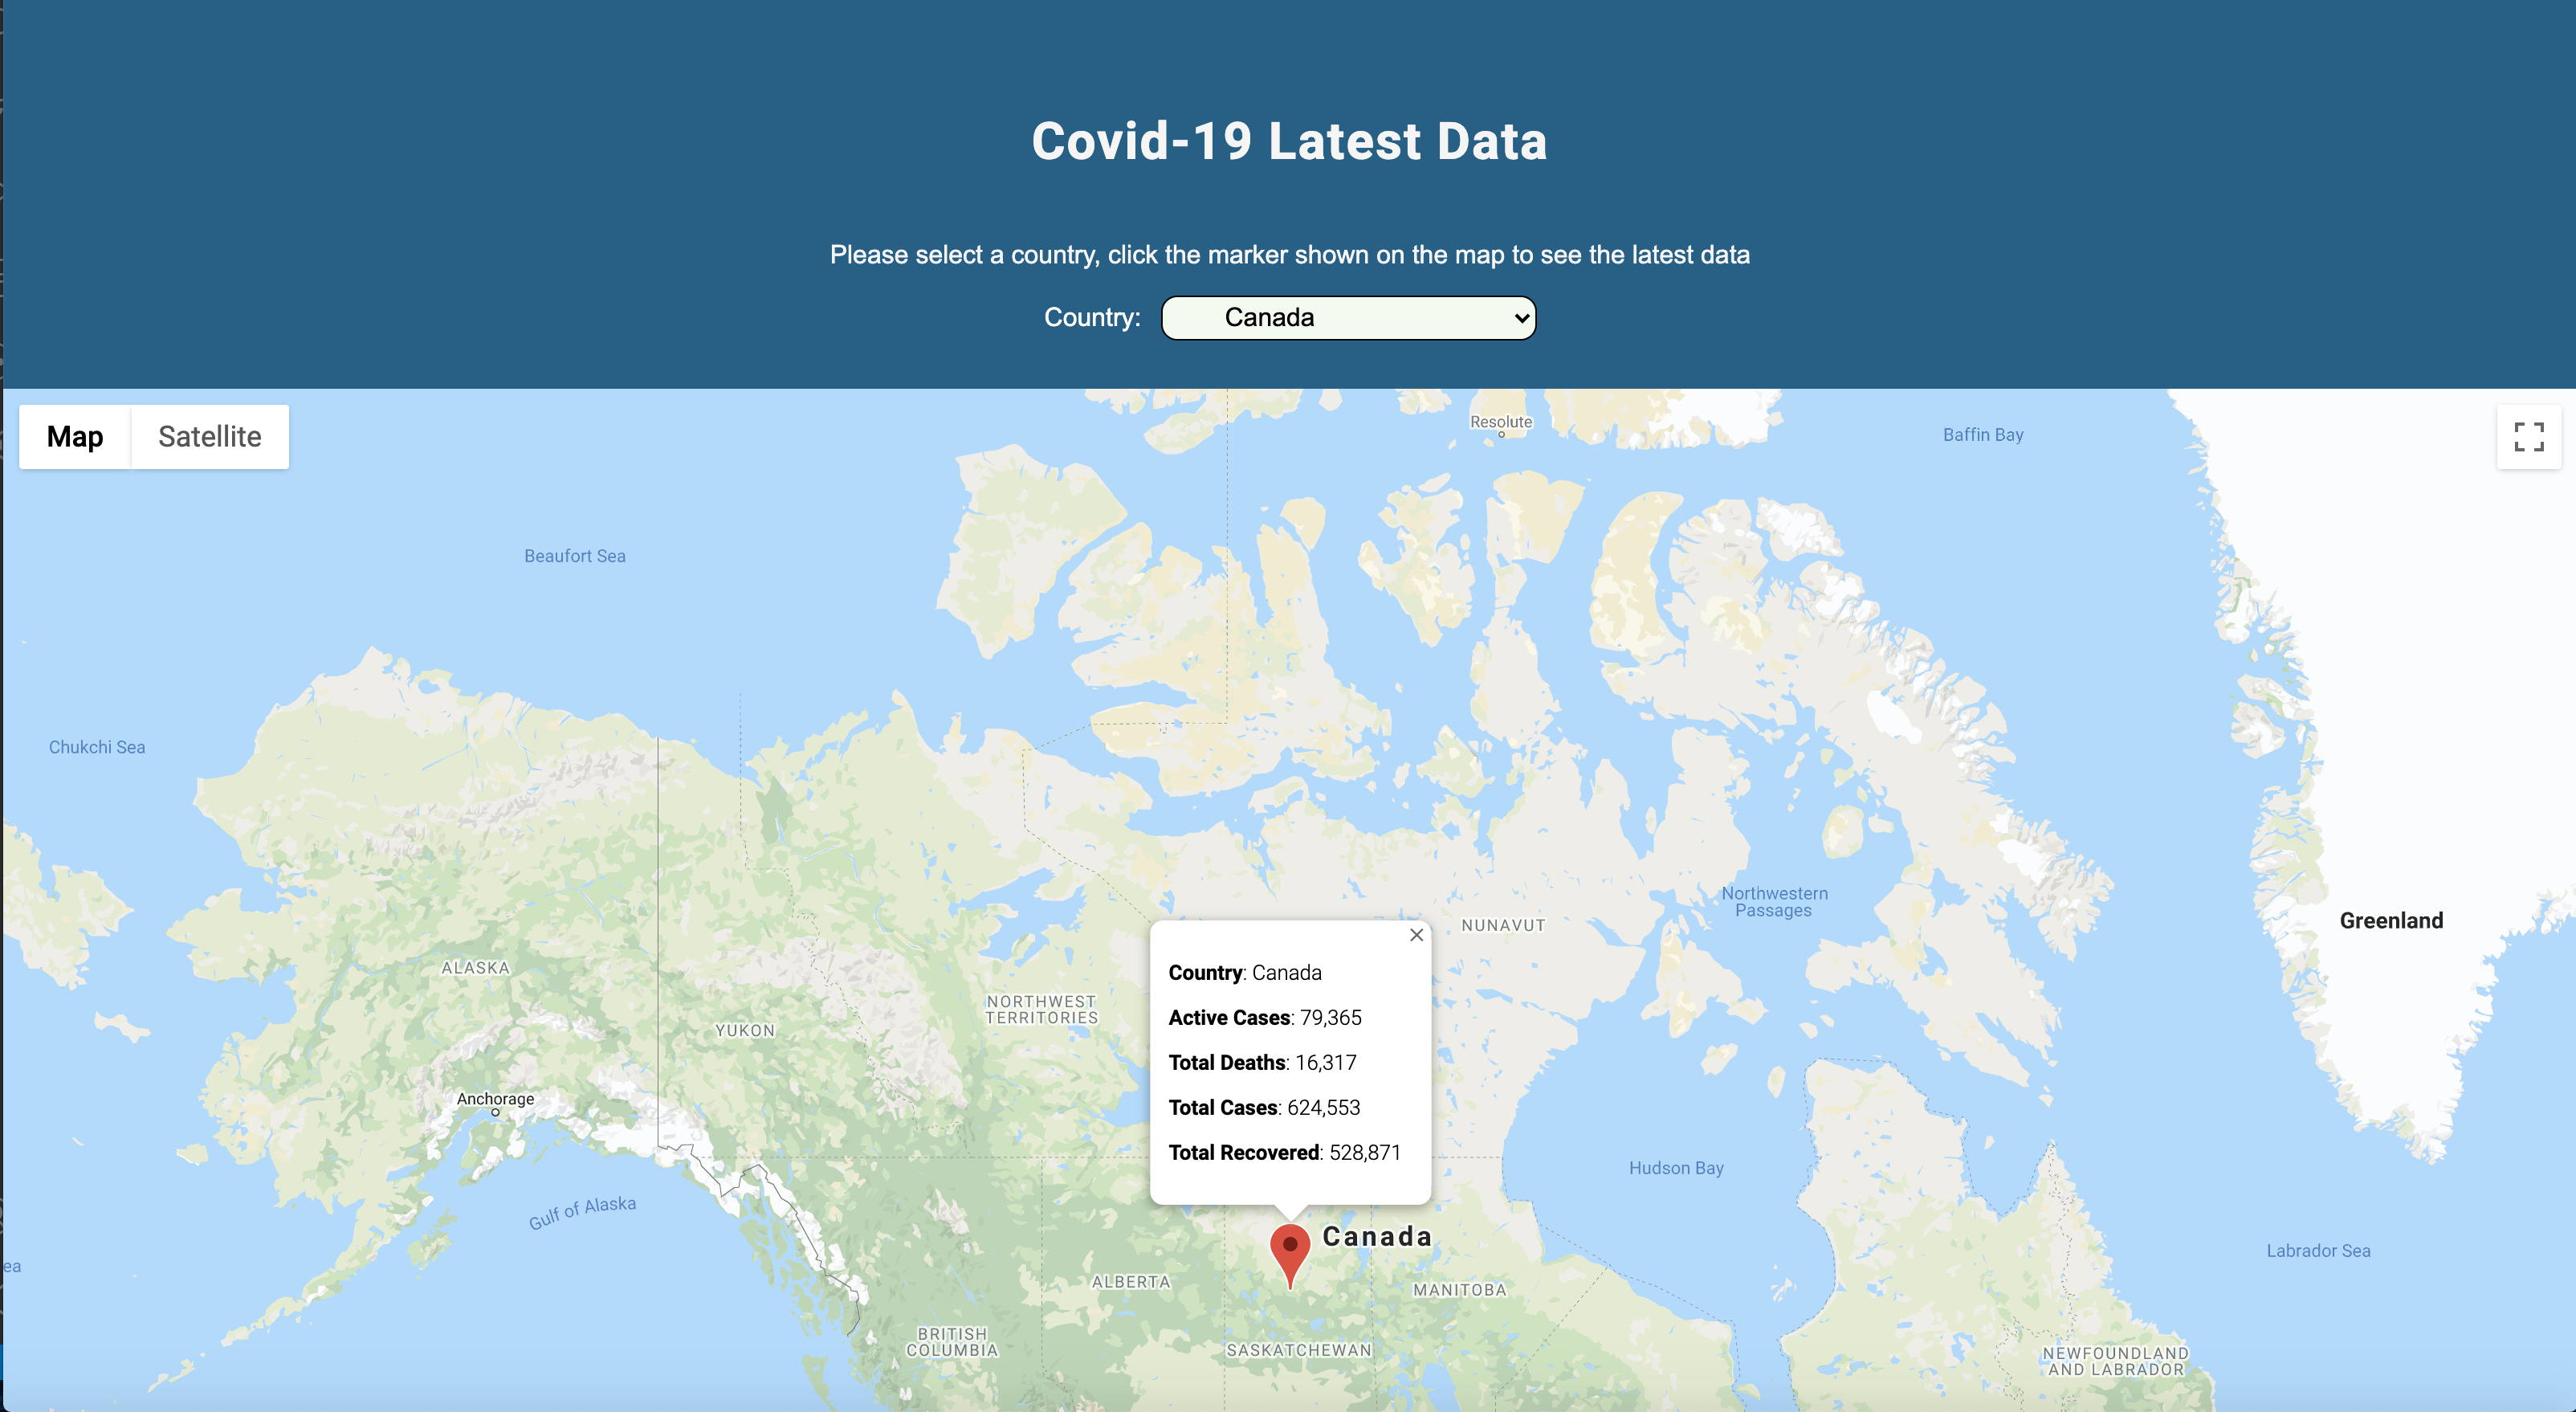 Covid-19 Latest Data
Please select a country, click the marker shown on the map to see the latest data
Country:
Canada
Map
Satellite
Resolute
Baffin Bay
Beaufort Sea
Chukchi Sea
Northwestern
Passages
NUNAVUT
Greenland
Country: Canada
Active Cases: 79,365
Total Deaths: 16,317
Total Cases: 624,553
Total Recovered: 528,871
ALASKA
NORTHWEST
TERRITORIES
YUKON
Anchorage
Hudson Bay
Gulf of Alaska
Canada
Labrador Sea
ea
ALBERTA
MANITOBA
BRITISH
COLUMBIA
SASKATCHEWAN
NEWFOUNDLAND
AND LABRADOR